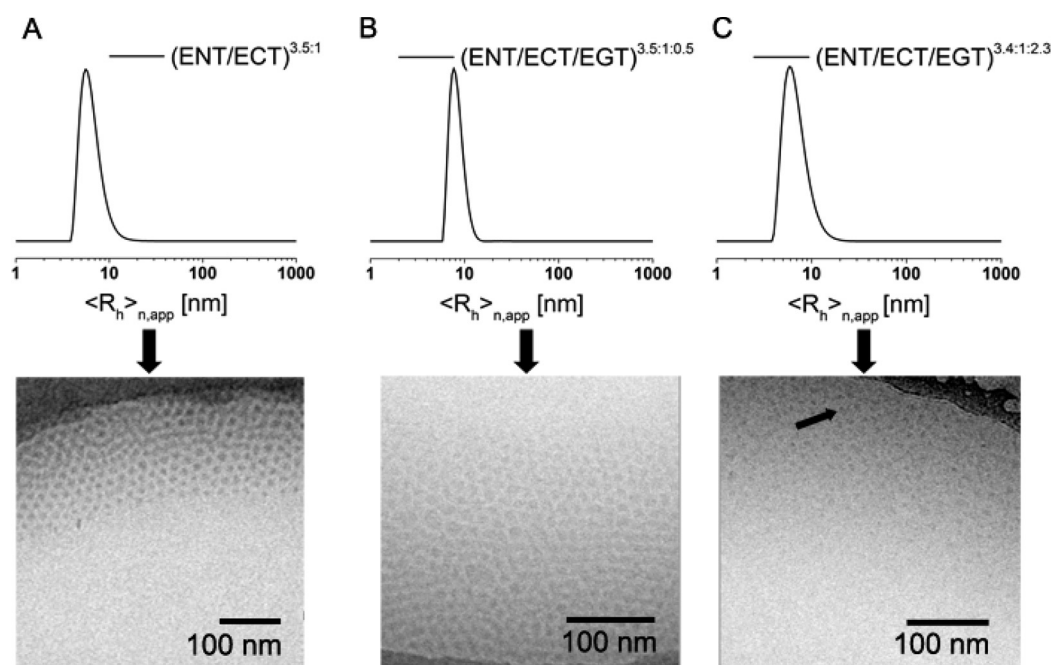 A
(ENT/ECT)3.5:1
1 10 100 1000
<Rh>n,app [nm]
100 nm
B
(ENT/ECT/EGT)3.5:1:0.5
1 10 100 1000
<Rh>n,app [nm]
100 nm
C
(ENT/ECT/EGT)3.4:1:2.3
1 10 100 1000
<Rh>n,app [nm]
100 nm